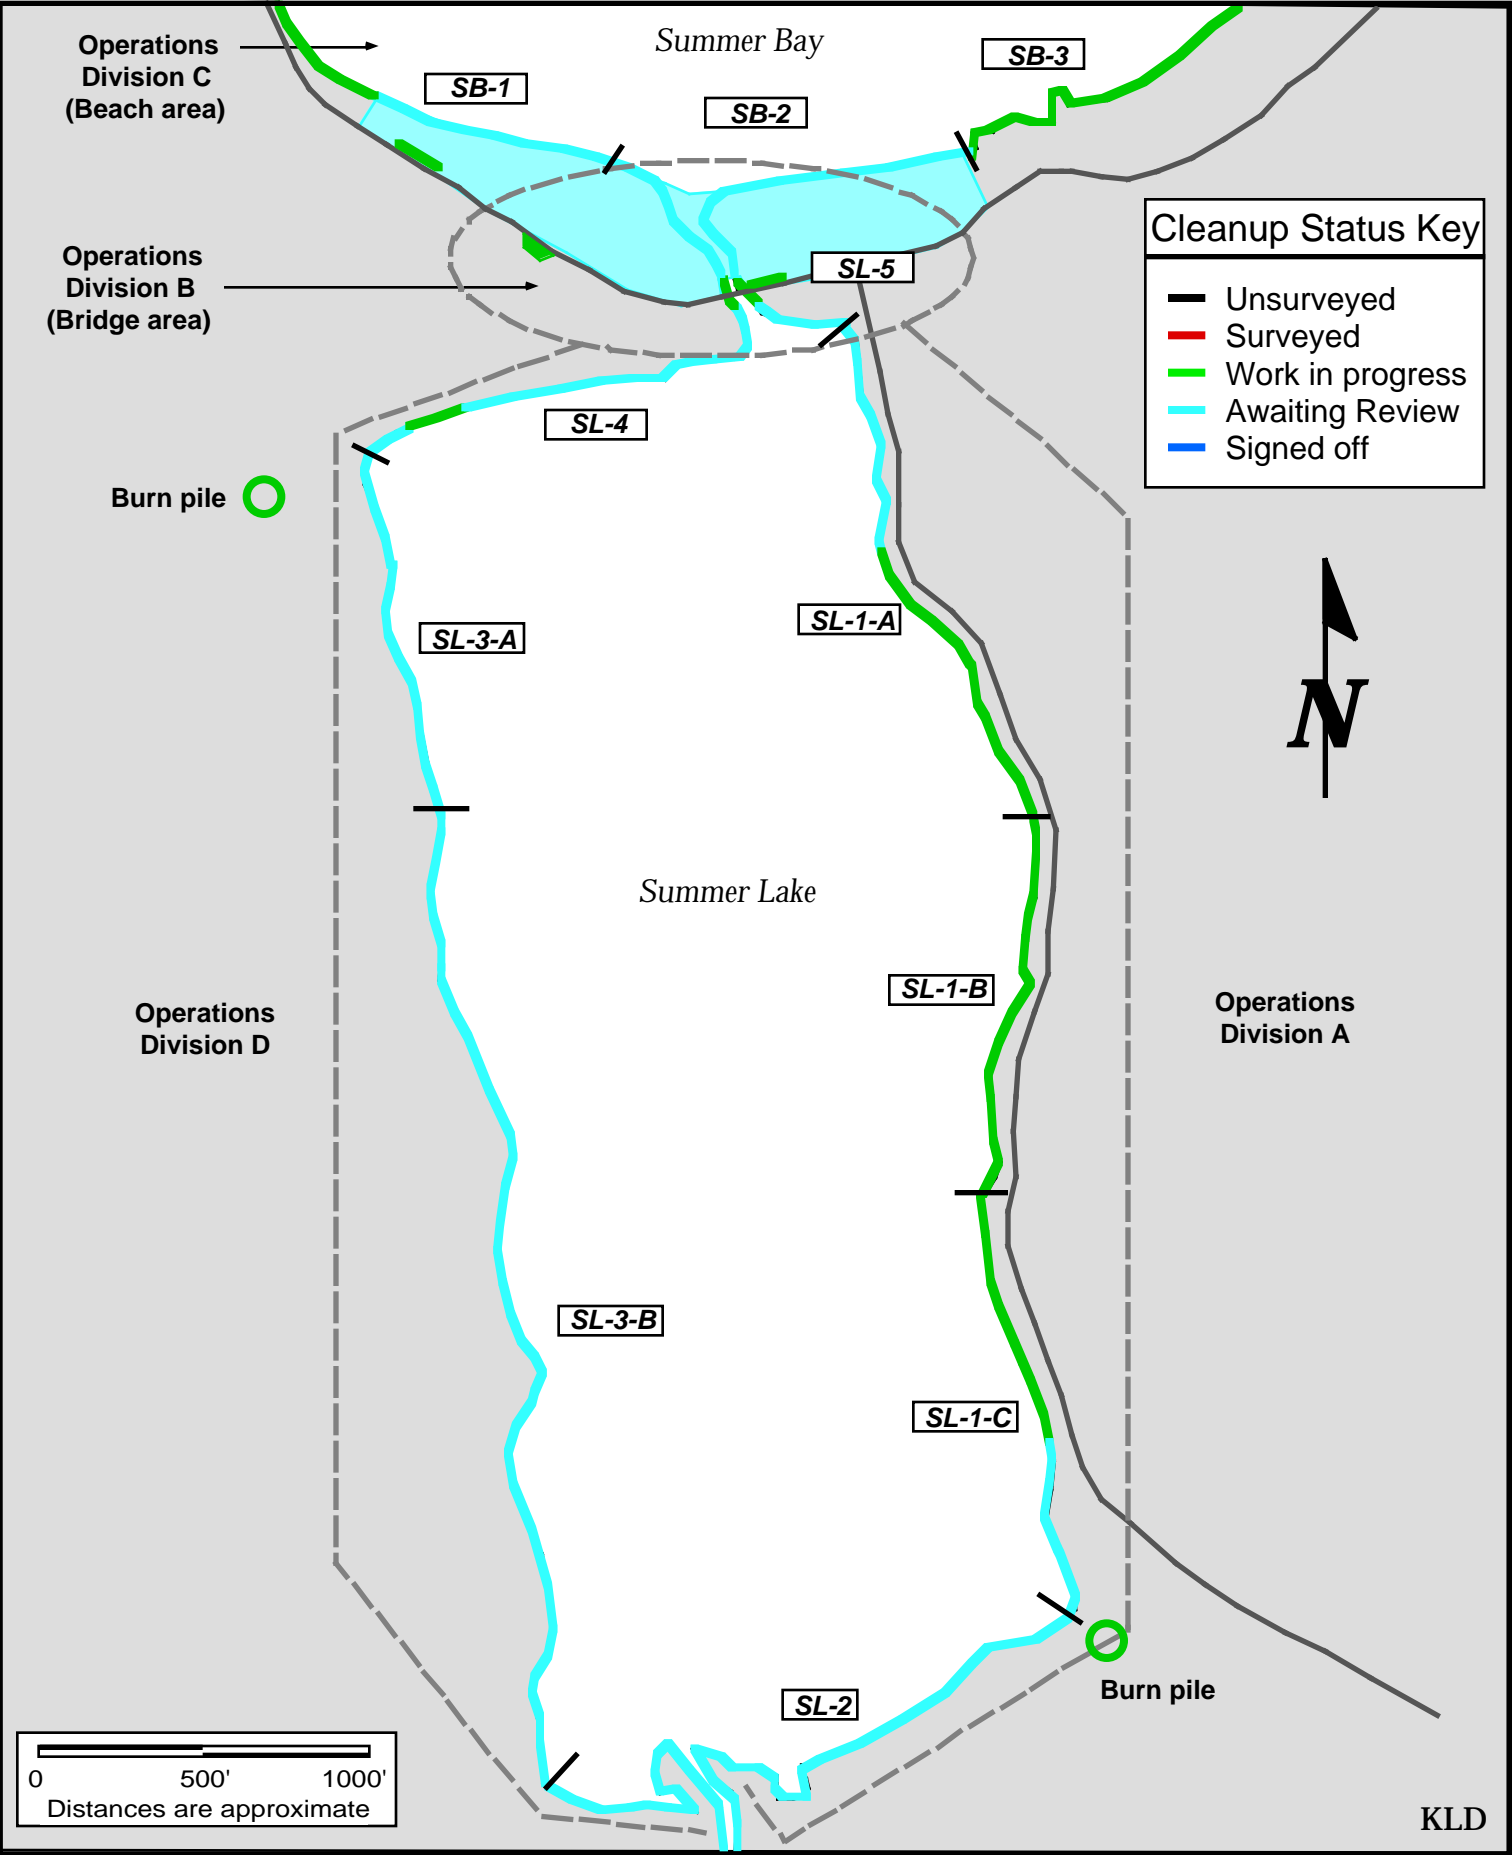 Summer Bay
Operations
Division C
(Beach area)
SB-1
SB-2
SB-3
Operations
Division B
(Bridge area)
SL-5
Cleanup Status Key
Unsurveyed
Surveyed
Work in progress
Awaiting Review
Signed off
SL-4
Burn pile
SL-3-A
SL-1-A
N
Summer Lake
SL-1-B
Operations
Division D
Operations
Division A
SL-3-B
SL-1-C
Burn pile
SL-2
0 500' 1000'
Distances are approximate
KLD